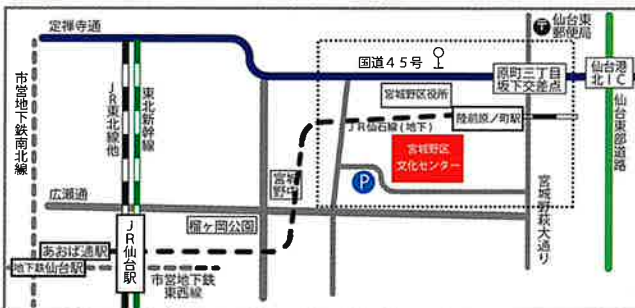 定禅寺通
国道45号
仙台東
郵便局
原町三丁目
坂下交差点
仙台港
北IC
市営地下鉄南北線
JR東北線他
東北新幹線
宮城野区役所
陸前原ノ町駅
仙台東部道路
JR仙石線(地下)
宮城野区
文化センター
宮城
野中
P
広瀬通
榴ヶ岡公園
宮城野萩大通り
あおば通駅
JR仙台駅
地下鉄仙台駅
市営地下鉄
東西線